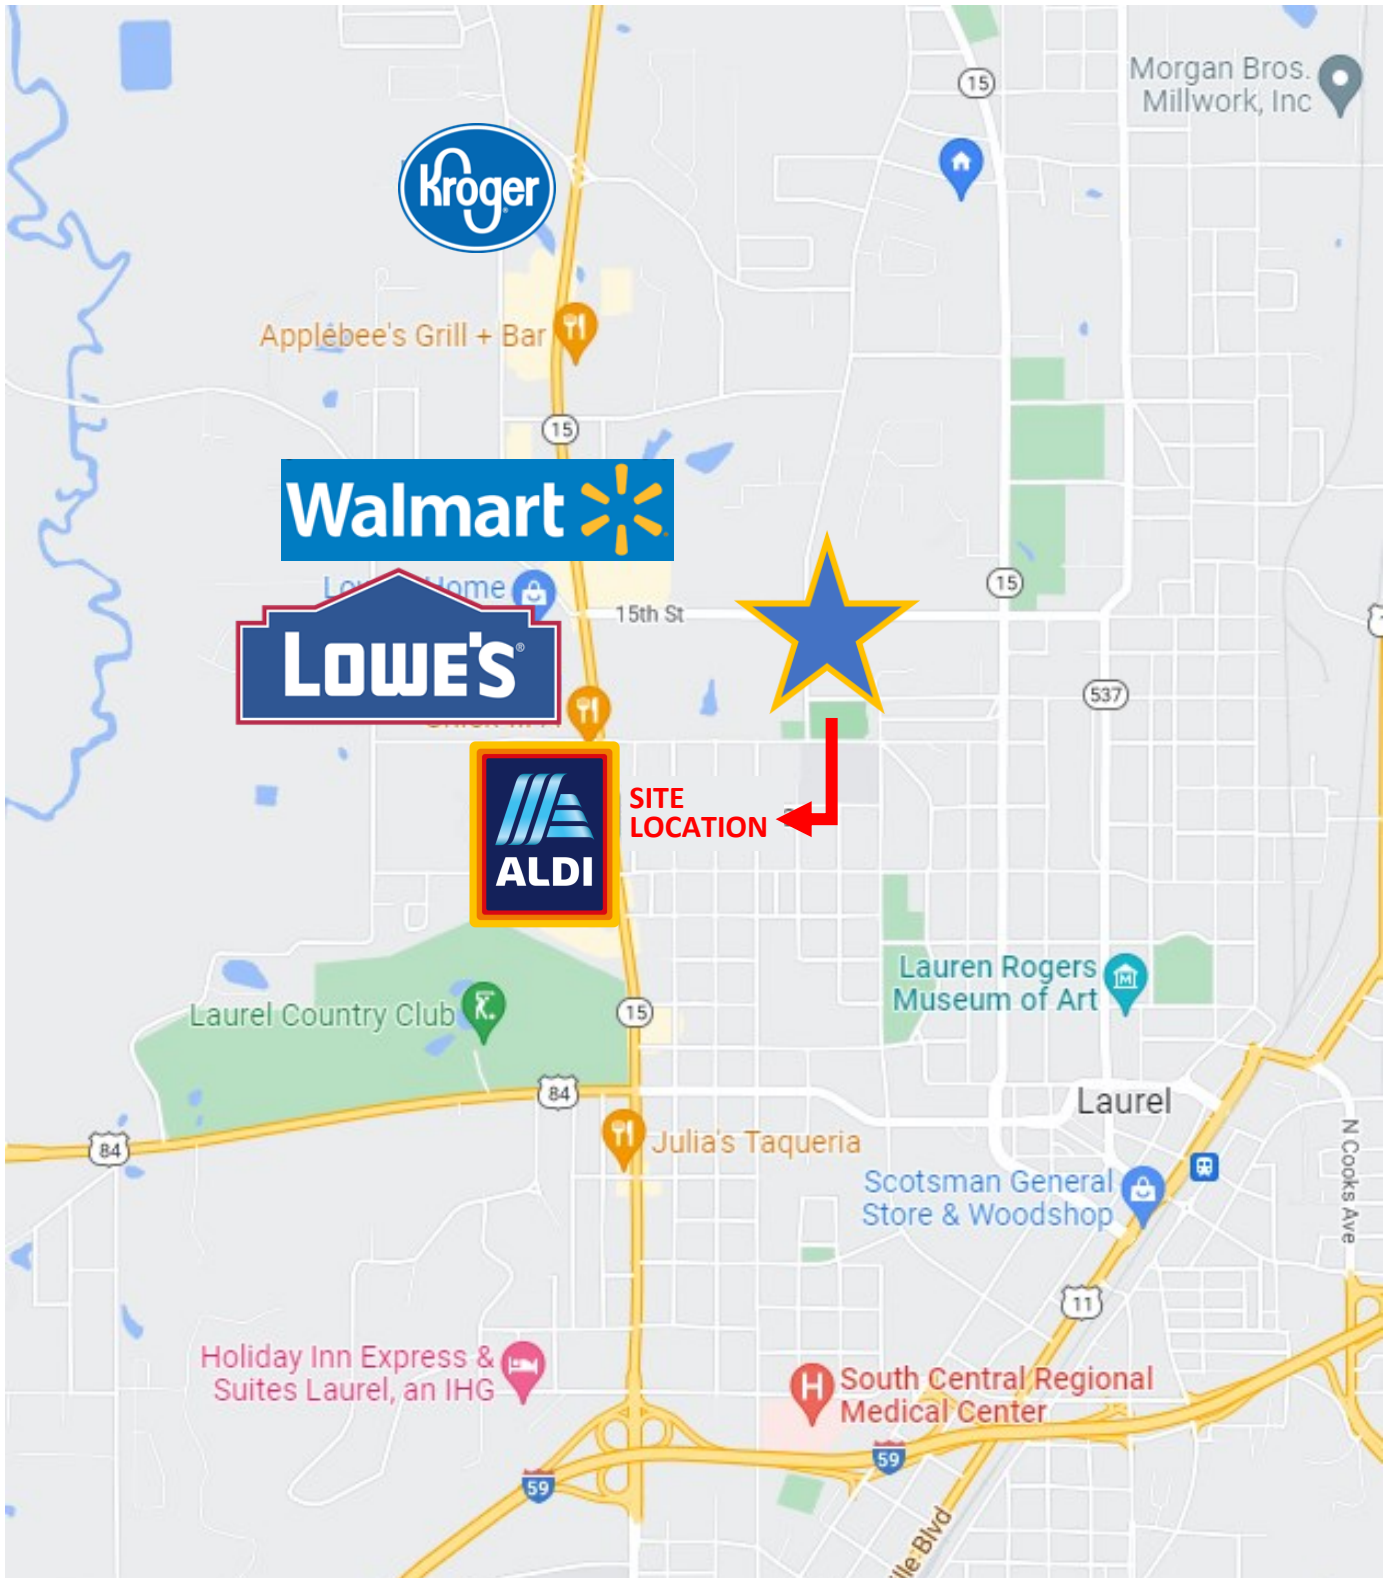 15
Morgan Bros.
Millwork, Inc
Kroger
Applebee's Grill + Bar
15
Walmart
Home
15th St
15
LOWE'S
537
SITE
LOCATION
ALDI
Lauren Rogers
Museum of Art
Laurel Country Club
15
84
Laurel
84
Julia's Taqueria
N Cooks Ave
Scotsman General
Store & Woodshop
11
Holiday Inn Express &
Suites Laurel, an IHG
H
South Central Regional
Medical Center
59
59
Blvd